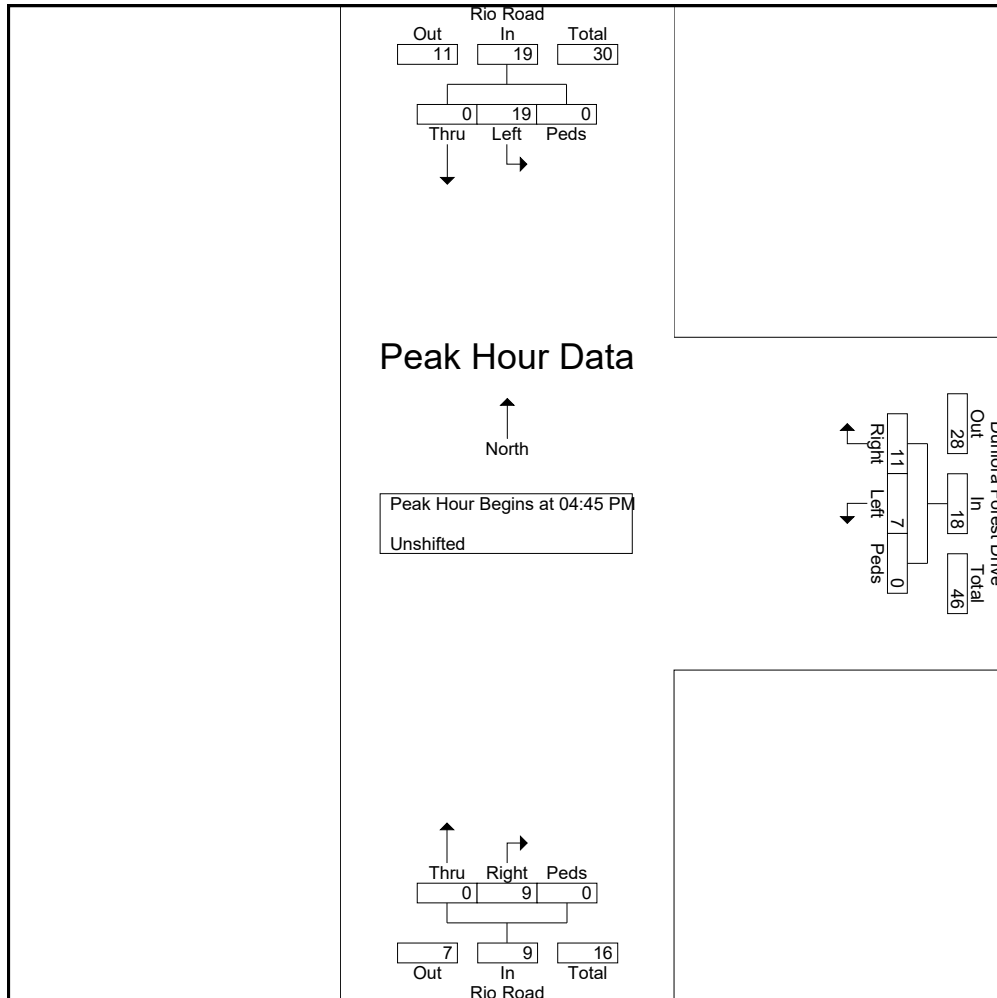 Rio Road
Out In Total
11 19 30
0 19 0
Thru Left Peds
Peak Hour Data
North
Peak Hour Begins at 04:45 PM
Unshifted
Out In Total
28 18 46
11 7 0
Right Left Peds
Forest Drive
Thru Right Peds
0 9 0
7 9 16
Out In Total
Rio Road